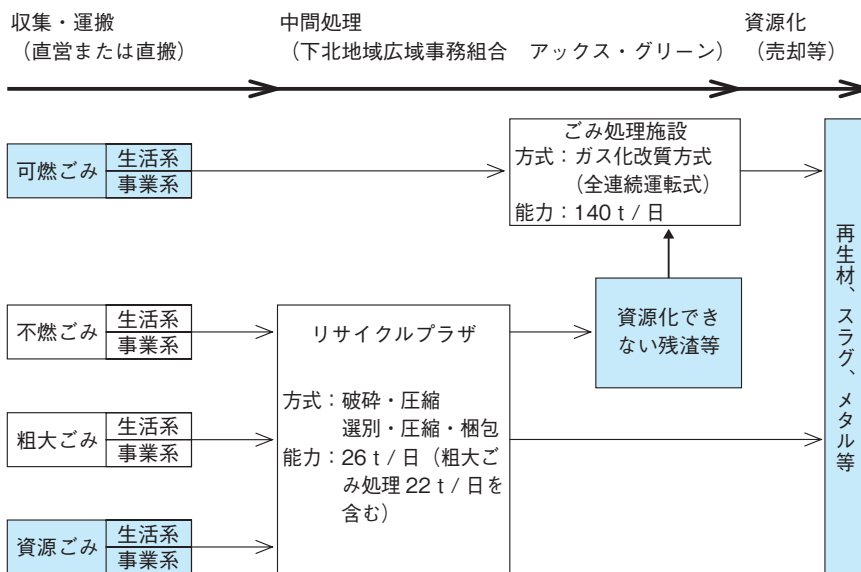 収集・運搬
（直営または直搬）
中間処理
（下北地域広域事務組合　アックス・グリーン）
資源化
（売却等）
可燃ごみ
生活系
事業系
ごみ処理施設
方式：ガス化改質方式
（全連続運転式）
能力：140 t / 日
不燃ごみ
生活系
事業系
粗大ごみ
生活系
事業系
資源ごみ
生活系
事業系
リサイクルプラザ
方式：破砕・圧縮
選別・圧縮・梱包
能力：26 t / 日（粗大ご
み処理 22 t / 日を
含む）
資源化でき
ない残渣等
再生材、スラグ、メタル等